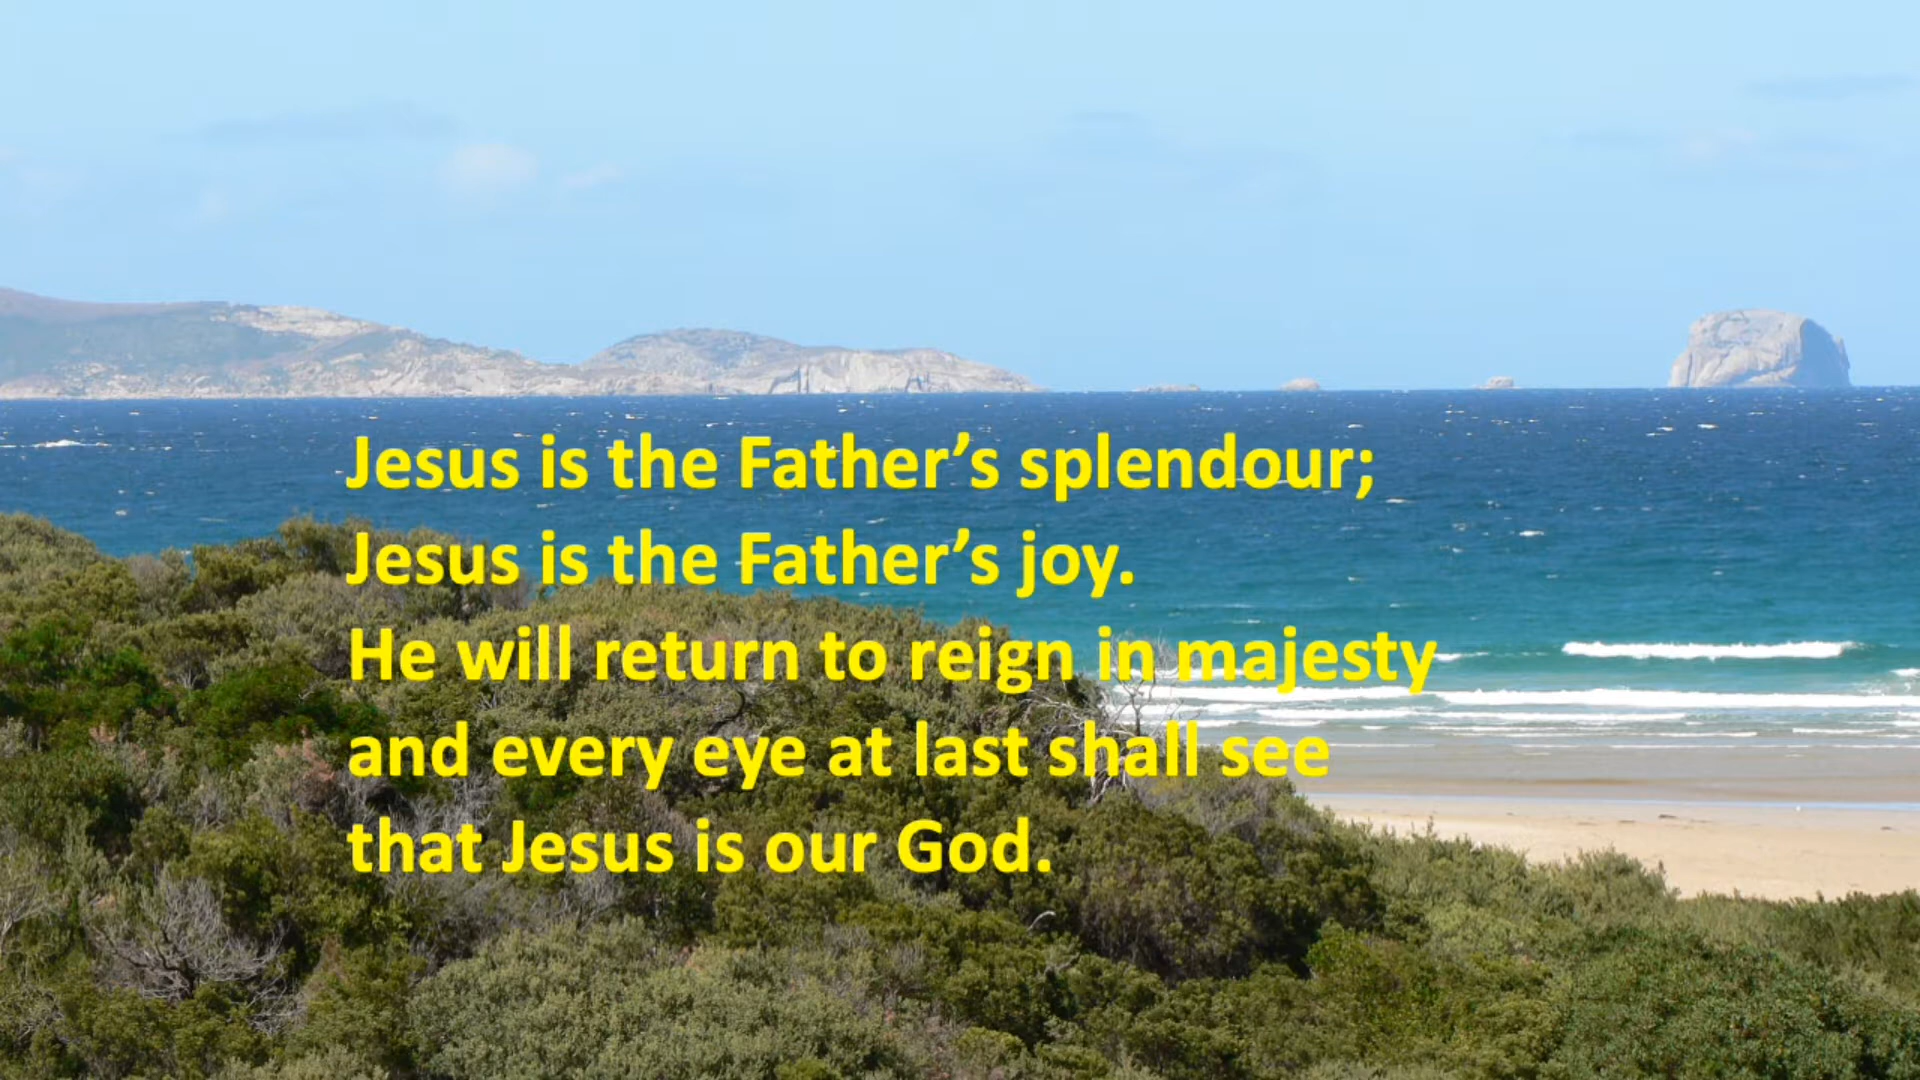 Jesus is the Father’s splendour;
Jesus is the Father’s joy.
He will return to reign in majesty
and every eye at last shall see
that Jesus is our God.